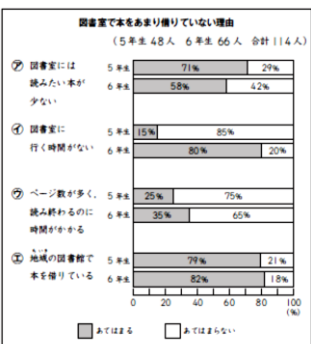 図書室で本をあまり借りていない理由
(5年生48人 6年生66人 合計114人)
㋐ 図書室には
読みたい本が
少ない
5年生 71% 29%
6年生 58% 42%
㋑ 図書室に
行く時間がない
5年生 15% 85%
6年生 80% 20%
㋒ ページ数が多く,
読み終わるのに
時間がかかる
5年生 25% 75%
6年生 35% 65%
㋓ 地域の図書館で
本を借りている
5年生 79% 21%
6年生 82% 18%
0 20 40 60 80 100
(%)
あてはまる あてはまらない